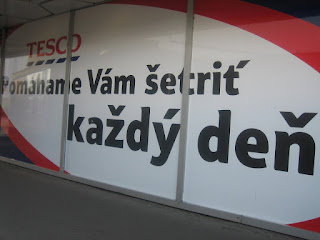 TESCO
Pomáhame Vám šetriť
každý deň